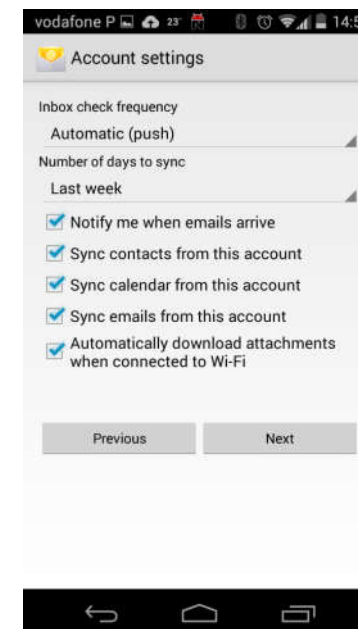 vodafone P 23° 14:5
Account settings
Inbox check frequency
Automatic (push)
Number of days to sync
Last week
Notify me when emails arrive
Sync contacts from this account
Sync calendar from this account
Sync emails from this account
Automatically download attachments
when connected to Wi-Fi
Previous Next